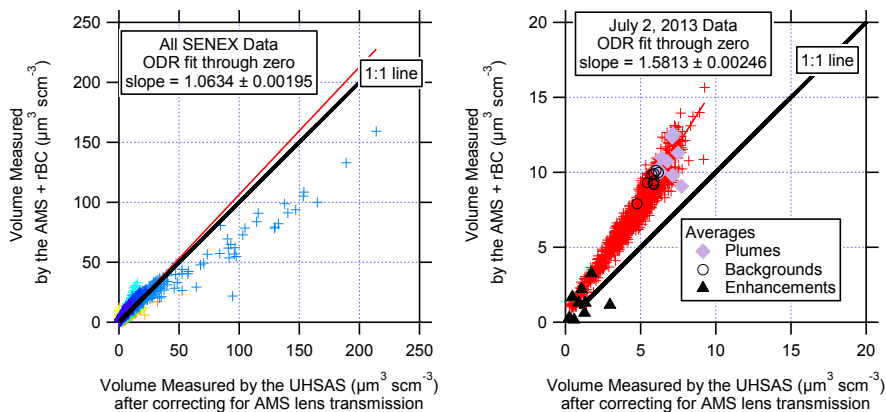 250
200
150
100
50
0
Volume Measured
by the AMS + rBC (µm³ scm⁻³)
All SENEX Data
ODR fit through zero
slope = 1.0634 ± 0.00195
1:1 line
0 50 100 150 200 250
Volume Measured by the UHSAS (µm³ scm⁻³)
after correcting for AMS lens transmission
20
15
10
5
0
Volume Measured
by the AMS + rBC (µm³ scm⁻³)
July 2, 2013 Data
ODR fit through zero
slope = 1.5813 ± 0.00246
1:1 line
Averages
Plumes
Backgrounds
Enhancements
0 5 10 15 20
Volume Measured by the UHSAS (µm³ scm⁻³)
after correcting for AMS lens transmission